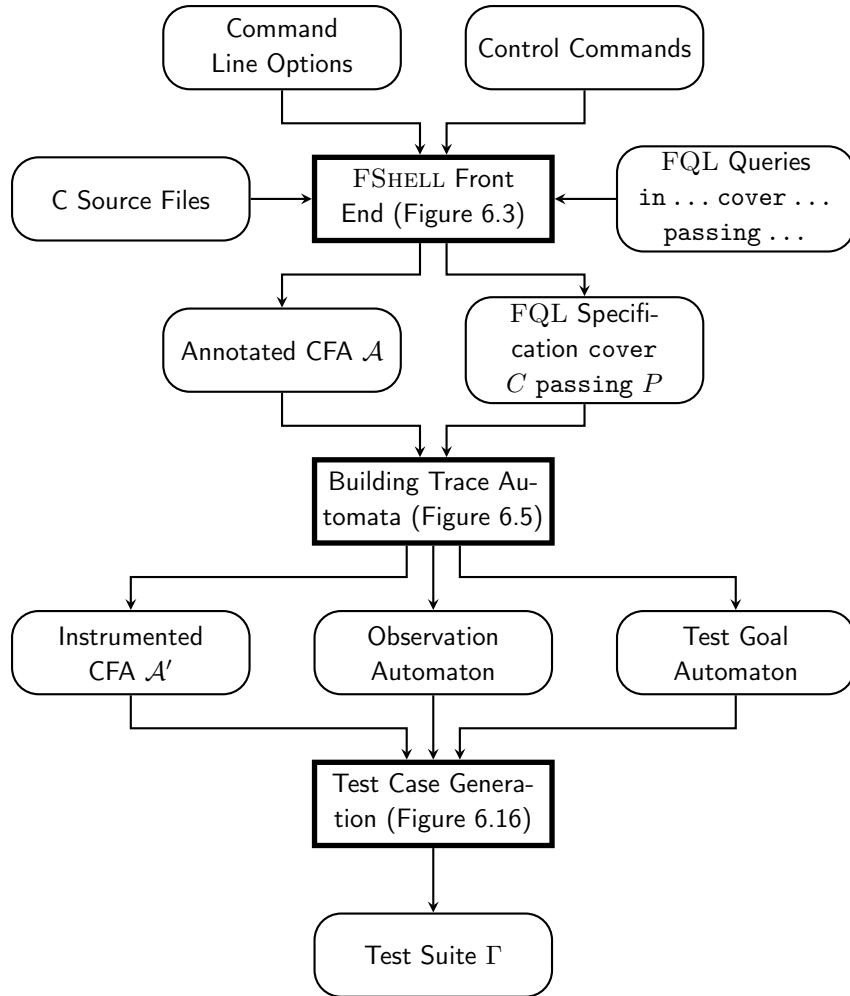 Command
Line Options
Control Commands
C Source Files
FSHELL Front
End (Figure 6.3)
FQL Queries
in ... cover ...
passing ...
Annotated CFA 𝒜
FQL Specifi-
cation cover
C passing P
Building Trace Au-
tomata (Figure 6.5)
Instrumented
CFA 𝒜′
Observation
Automaton
Test Goal
Automaton
Test Case Genera-
tion (Figure 6.16)
Test Suite Γ